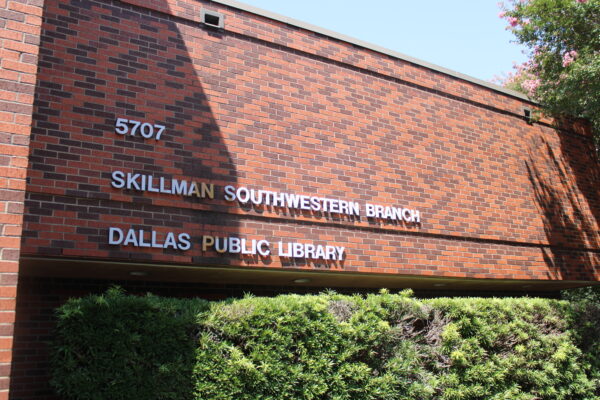 5707
SKILLMAN SOUTHWESTERN BRANCH
DALLAS PUBLIC LIBRARY